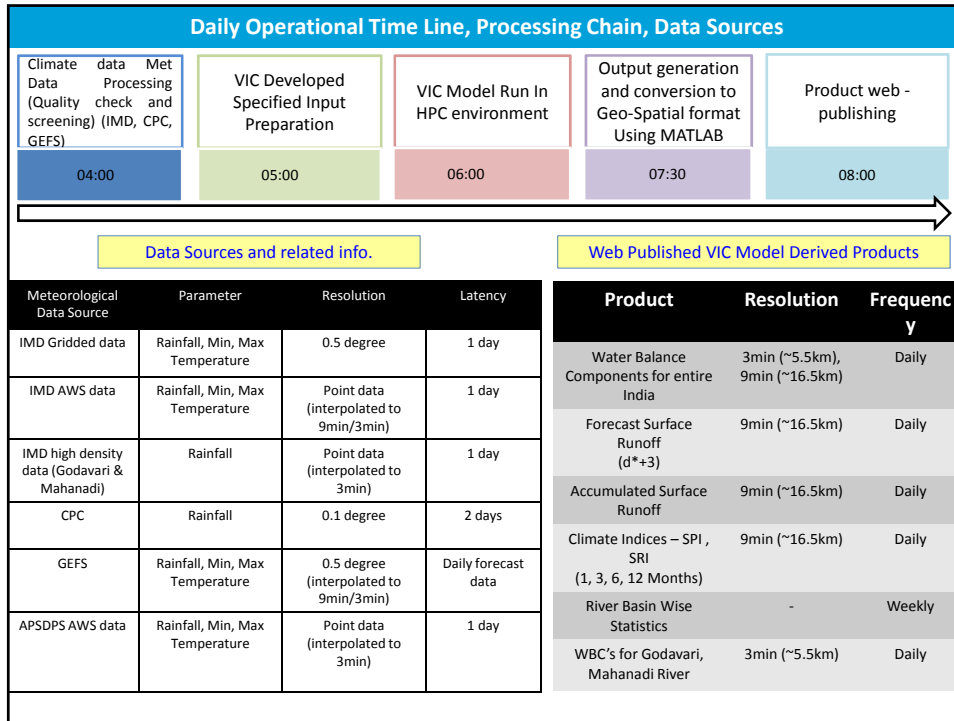 Daily Operational Time Line, Processing Chain, Data Sources
Climate data Met
Data Processing
(Quality check and
screening) (IMD, CPC,
GEFS)
04:00
VIC Developed
Specified Input
Preparation
05:00
VIC Model Run In
HPC environment
06:00
Output generation
and conversion to
Geo-Spatial format
Using MATLAB
07:30
Product web -
publishing
08:00
Data Sources and related info.
Meteorological
Data Source
Parameter
Resolution
Latency
IMD Gridded data
Rainfall, Min, Max
Temperature
0.5 degree
1 day
IMD AWS data
Rainfall, Min, Max
Temperature
Point data
(interpolated to
9min/3min)
1 day
IMD high density
data (Godavari &
Mahanadi)
Rainfall
Point data
(interpolated to
3min)
1 day
CPC
Rainfall
0.1 degree
2 days
GEFS
Rainfall, Min, Max
Temperature
0.5 degree
(interpolated to
9min/3min)
Daily forecast
data
APSDPS AWS data
Rainfall, Min, Max
Temperature
Point data
(interpolated to
3min)
1 day
Web Published VIC Model Derived Products
Product
Resolution
Frequenc
y
Water Balance
Components for entire
India
3min (~5.5km),
9min (~16.5km)
Daily
Forecast Surface
Runoff
(d*+3)
9min (~16.5km)
Daily
Accumulated Surface
Runoff
9min (~16.5km)
Daily
Climate Indices – SPI ,
SRI
(1, 3, 6, 12 Months)
9min (~16.5km)
Daily
River Basin Wise
Statistics
-
Weekly
WBC's for Godavari,
Mahanadi River
3min (~5.5km)
Daily